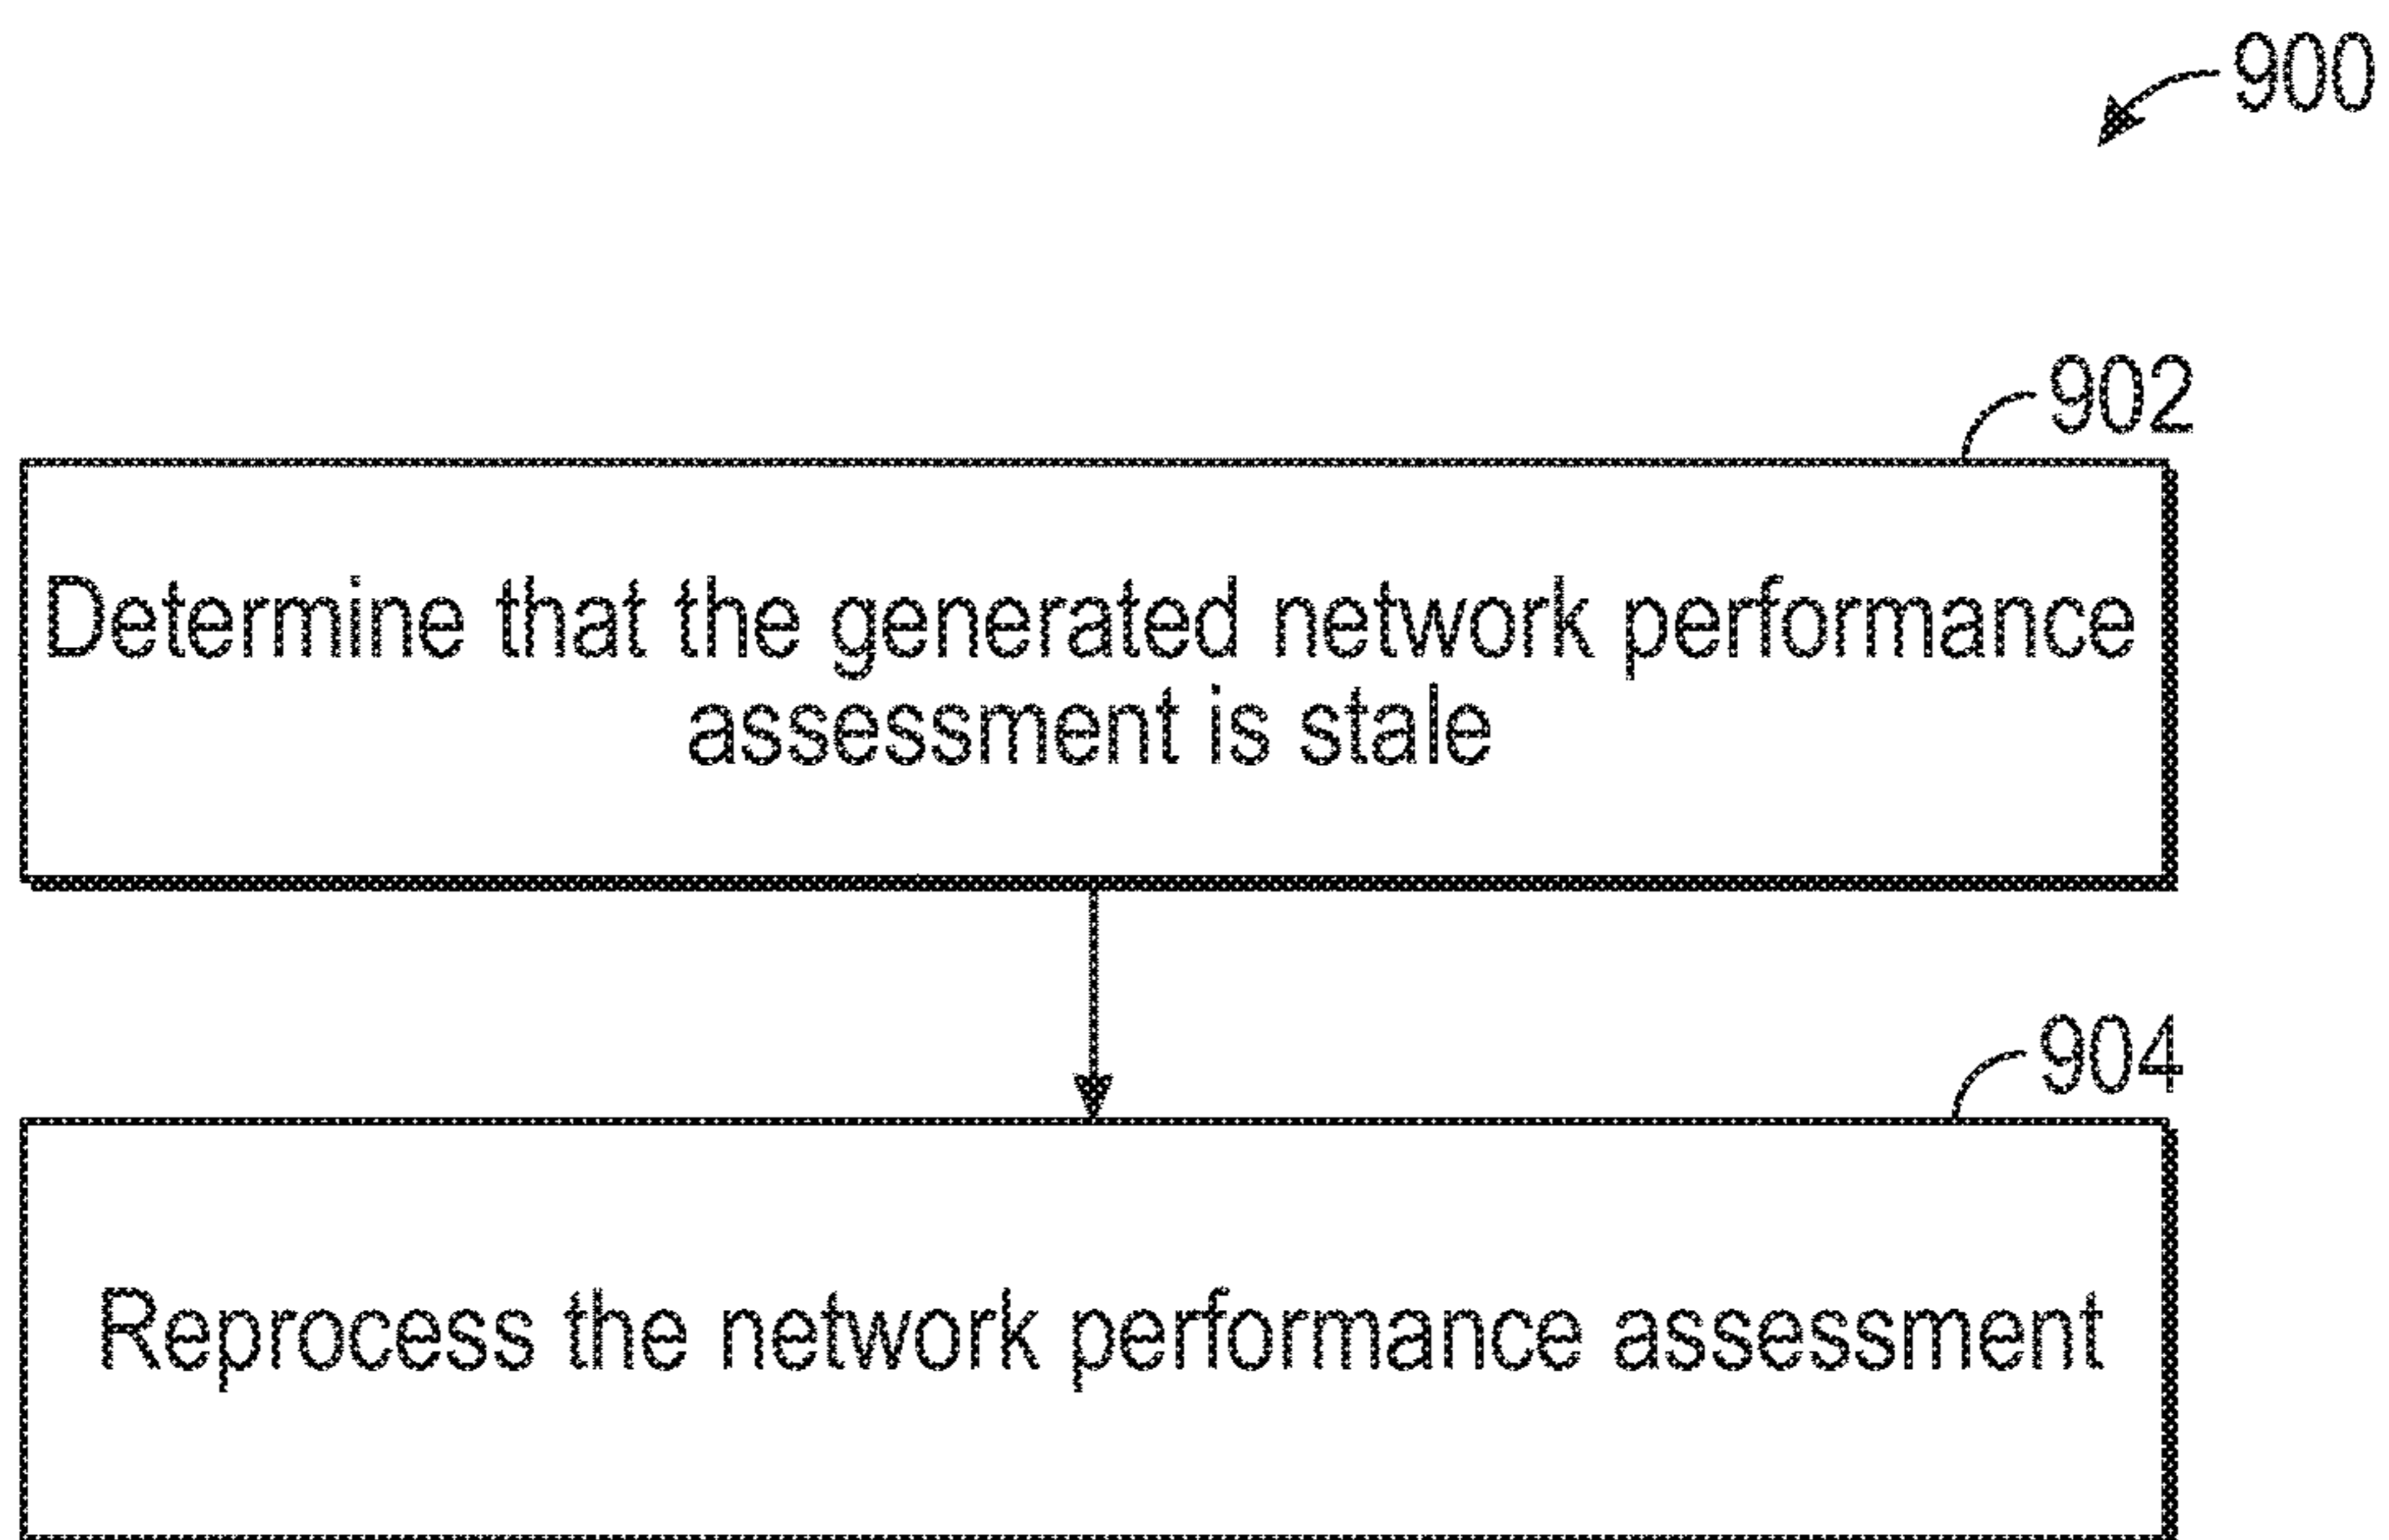 900
902
Determine that the generated network performance
assessment is stale
904
Reprocess the network performance assessment